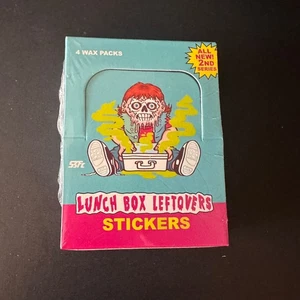 4 WAX PACKS
ALL
NEW!
2ND
SERIES
LUNCH BOX LEFTOVERS
STICKERS